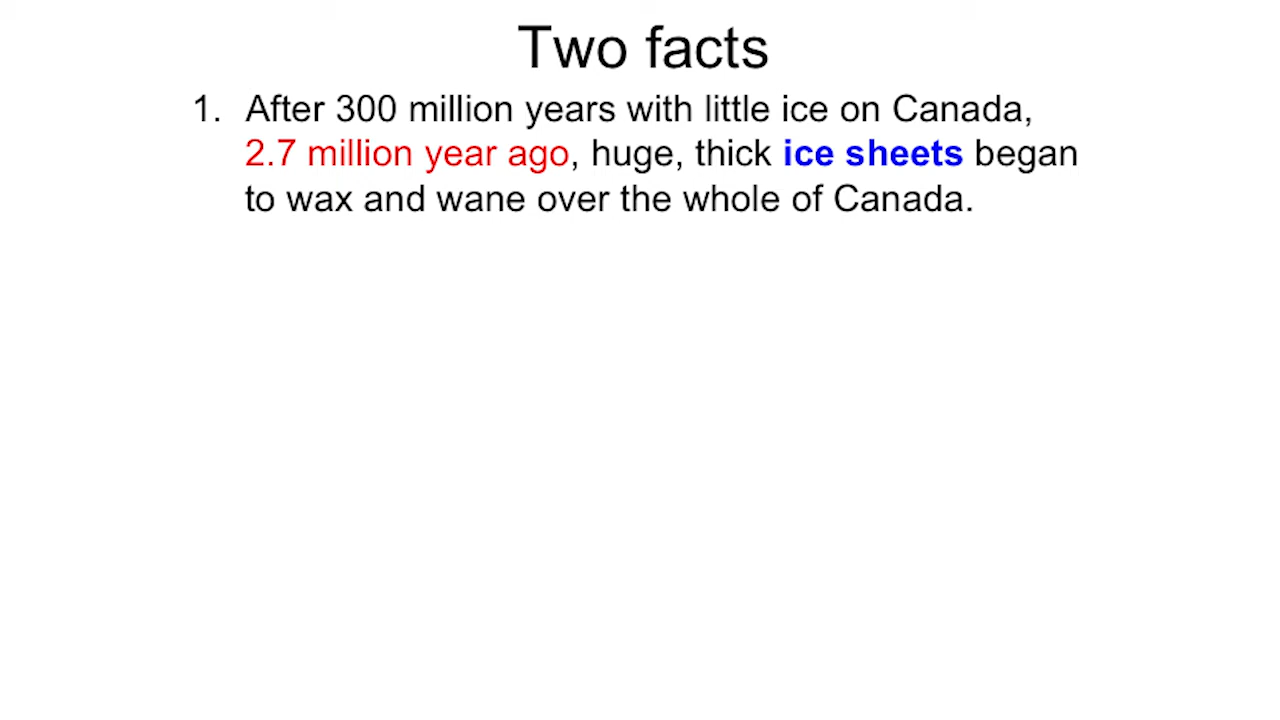 Two facts
1. After 300 million years with little ice on Canada,
2.7 million year ago, huge, thick ice sheets began
to wax and wane over the whole of Canada.